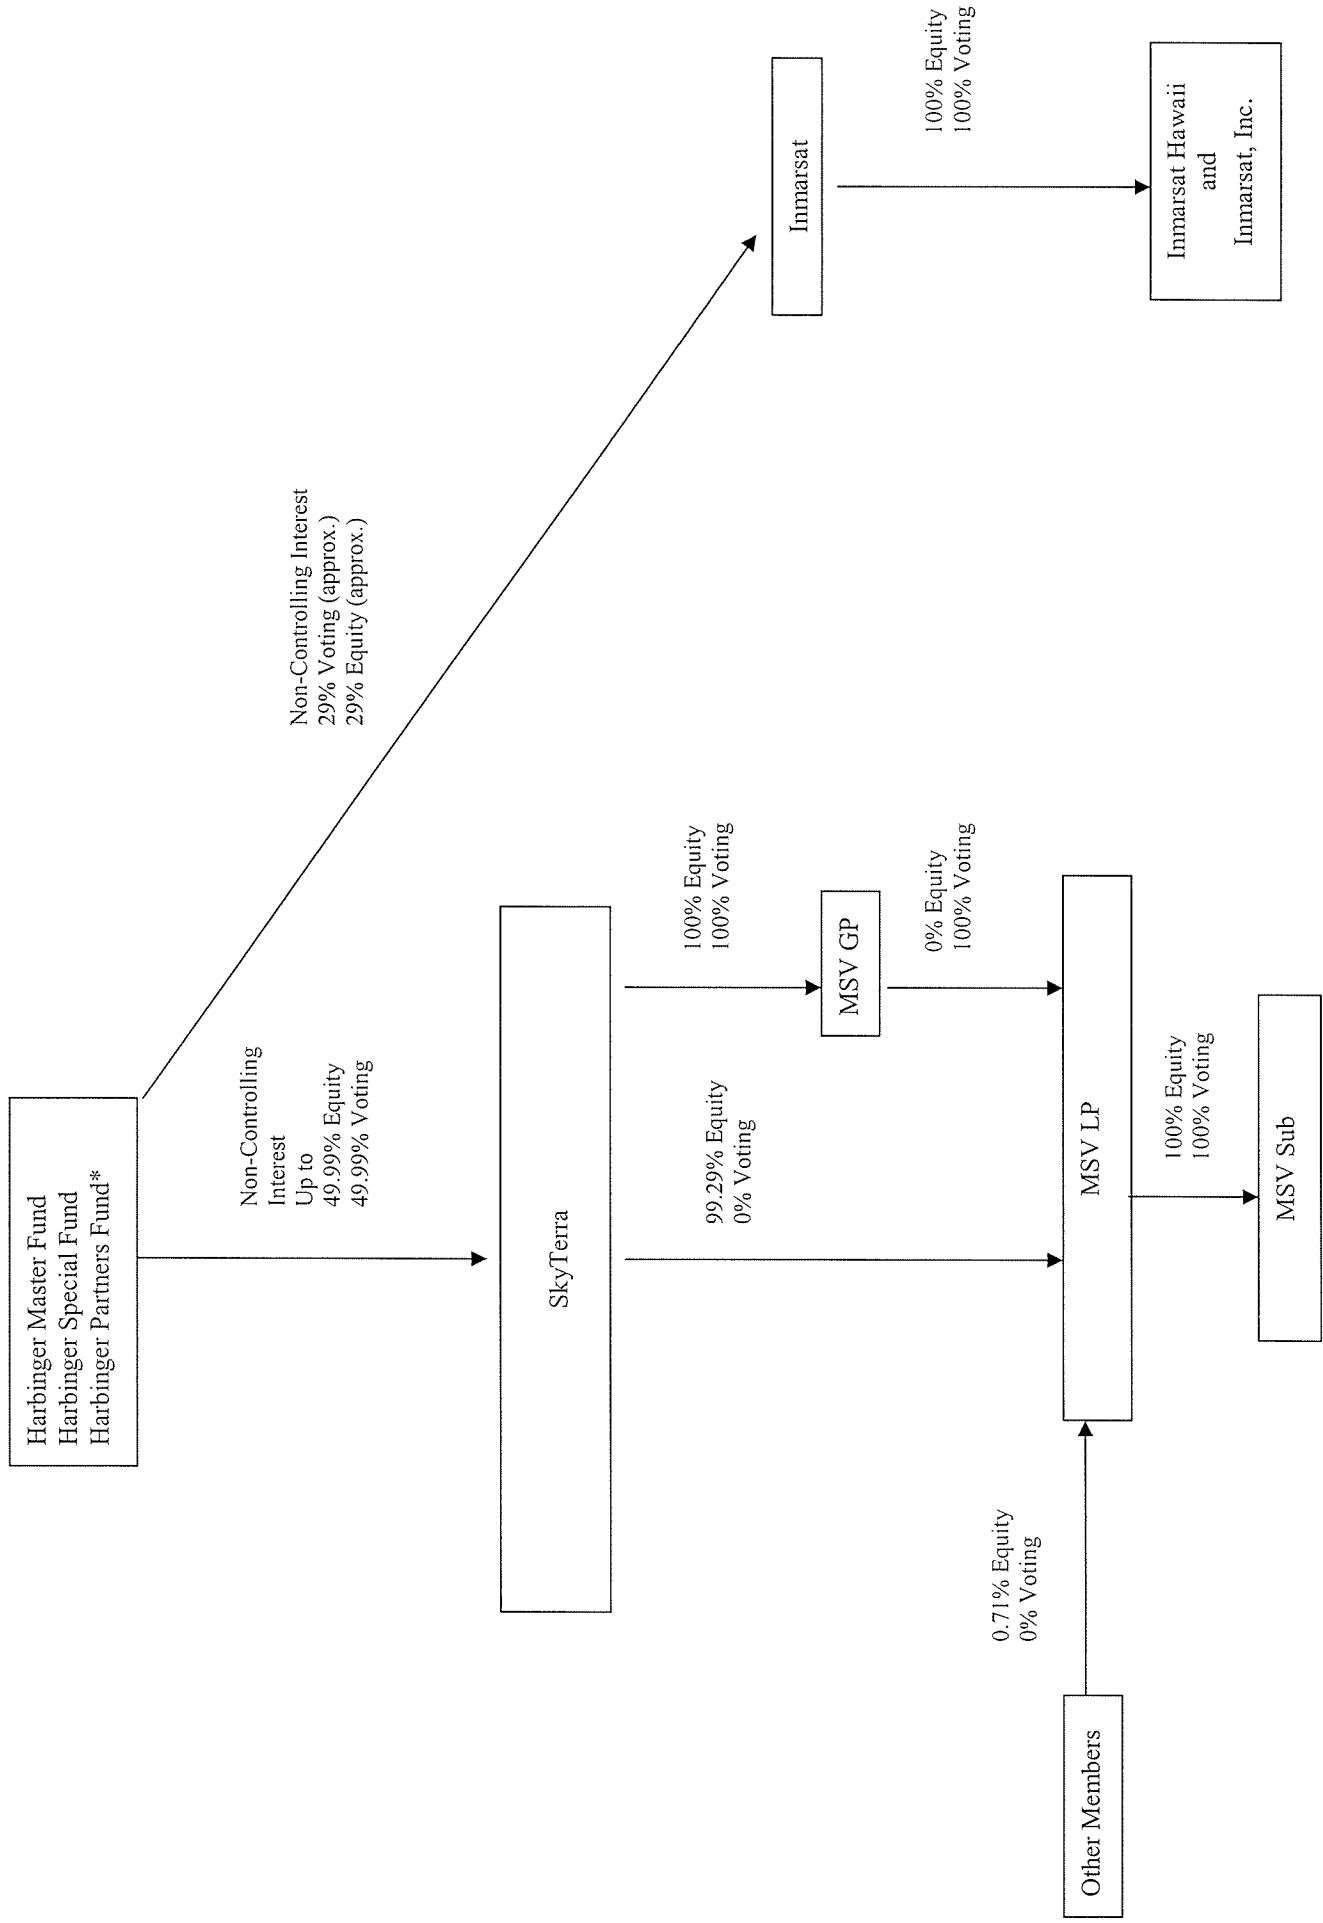 Harbinger Master Fund
Harbinger Special Fund
Harbinger Partners Fund*
Non-Controlling
Interest
Up to
49.99% Equity
49.99% Voting
Non-Controlling Interest
29% Voting (approx.)
29% Equity (approx.)
SkyTerra
99.29% Equity
0% Voting
100% Equity
100% Voting
MSV GP
0% Equity
100% Voting
Inmarsat
100% Equity
100% Voting
Inmarsat Hawaii
and
Inmarsat, Inc.
Other Members
0.71% Equity
0% Voting
MSV LP
100% Equity
100% Voting
MSV Sub